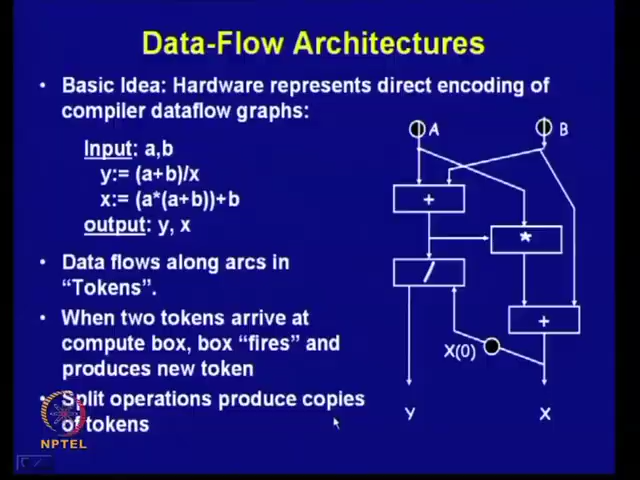 Data-Flow Architectures
• Basic Idea: Hardware represents direct encoding of
compiler dataflow graphs:
Input: a,b
y:= (a+b)/x
x:= (a*(a+b))+b
output: y, x
• Data flows along arcs in
“Tokens”.
• When two tokens arrive at
compute box, box “fires” and
produces new token
• Split operations produce copies
of tokens
A
B
+
*
/
+
X(0)
Y
X
NPTEL